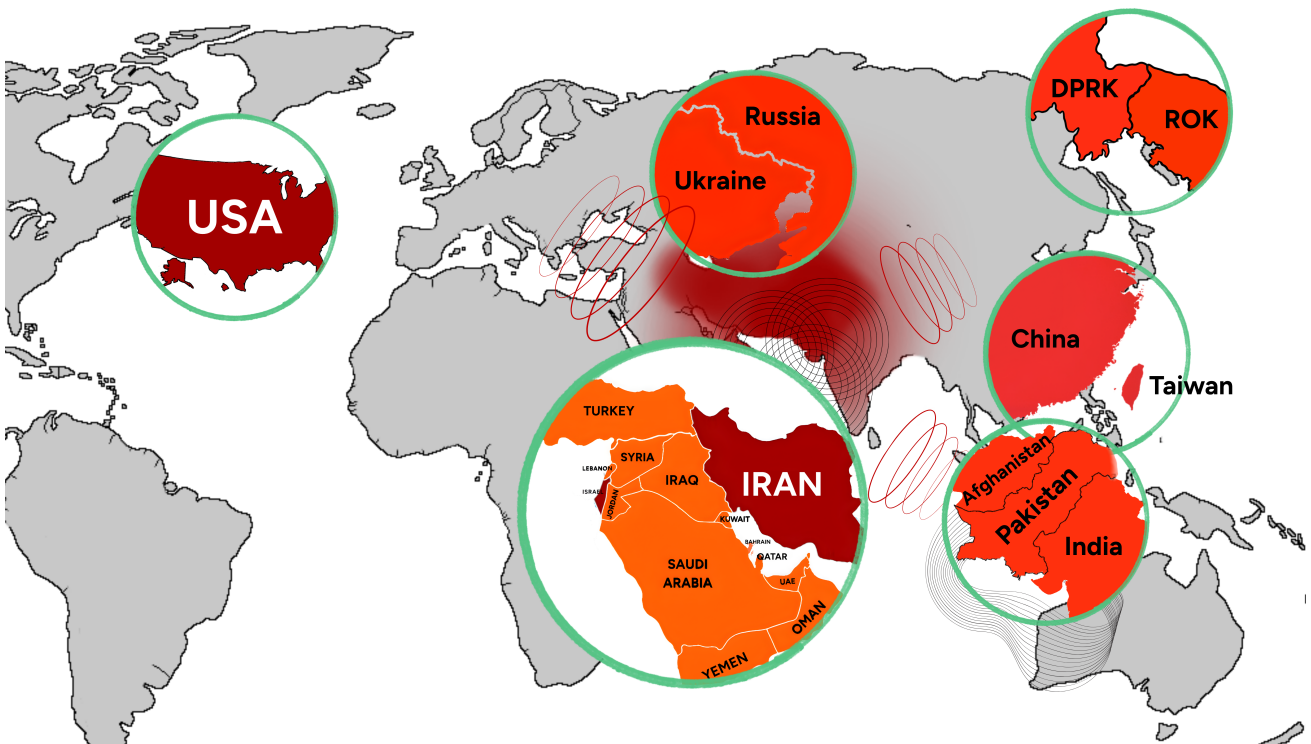 USA
Russia
Ukraine
DPRK
ROK
China
Taiwan
TURKEY
SYRIA
LEBANON
IRAQ
ISRAEL
JORDAN
IRAN
KUWAIT
BAHRAIN
QATAR
SAUDI
ARABIA
UAE
OMAN
YEMEN
Afghanistan
Pakistan
India